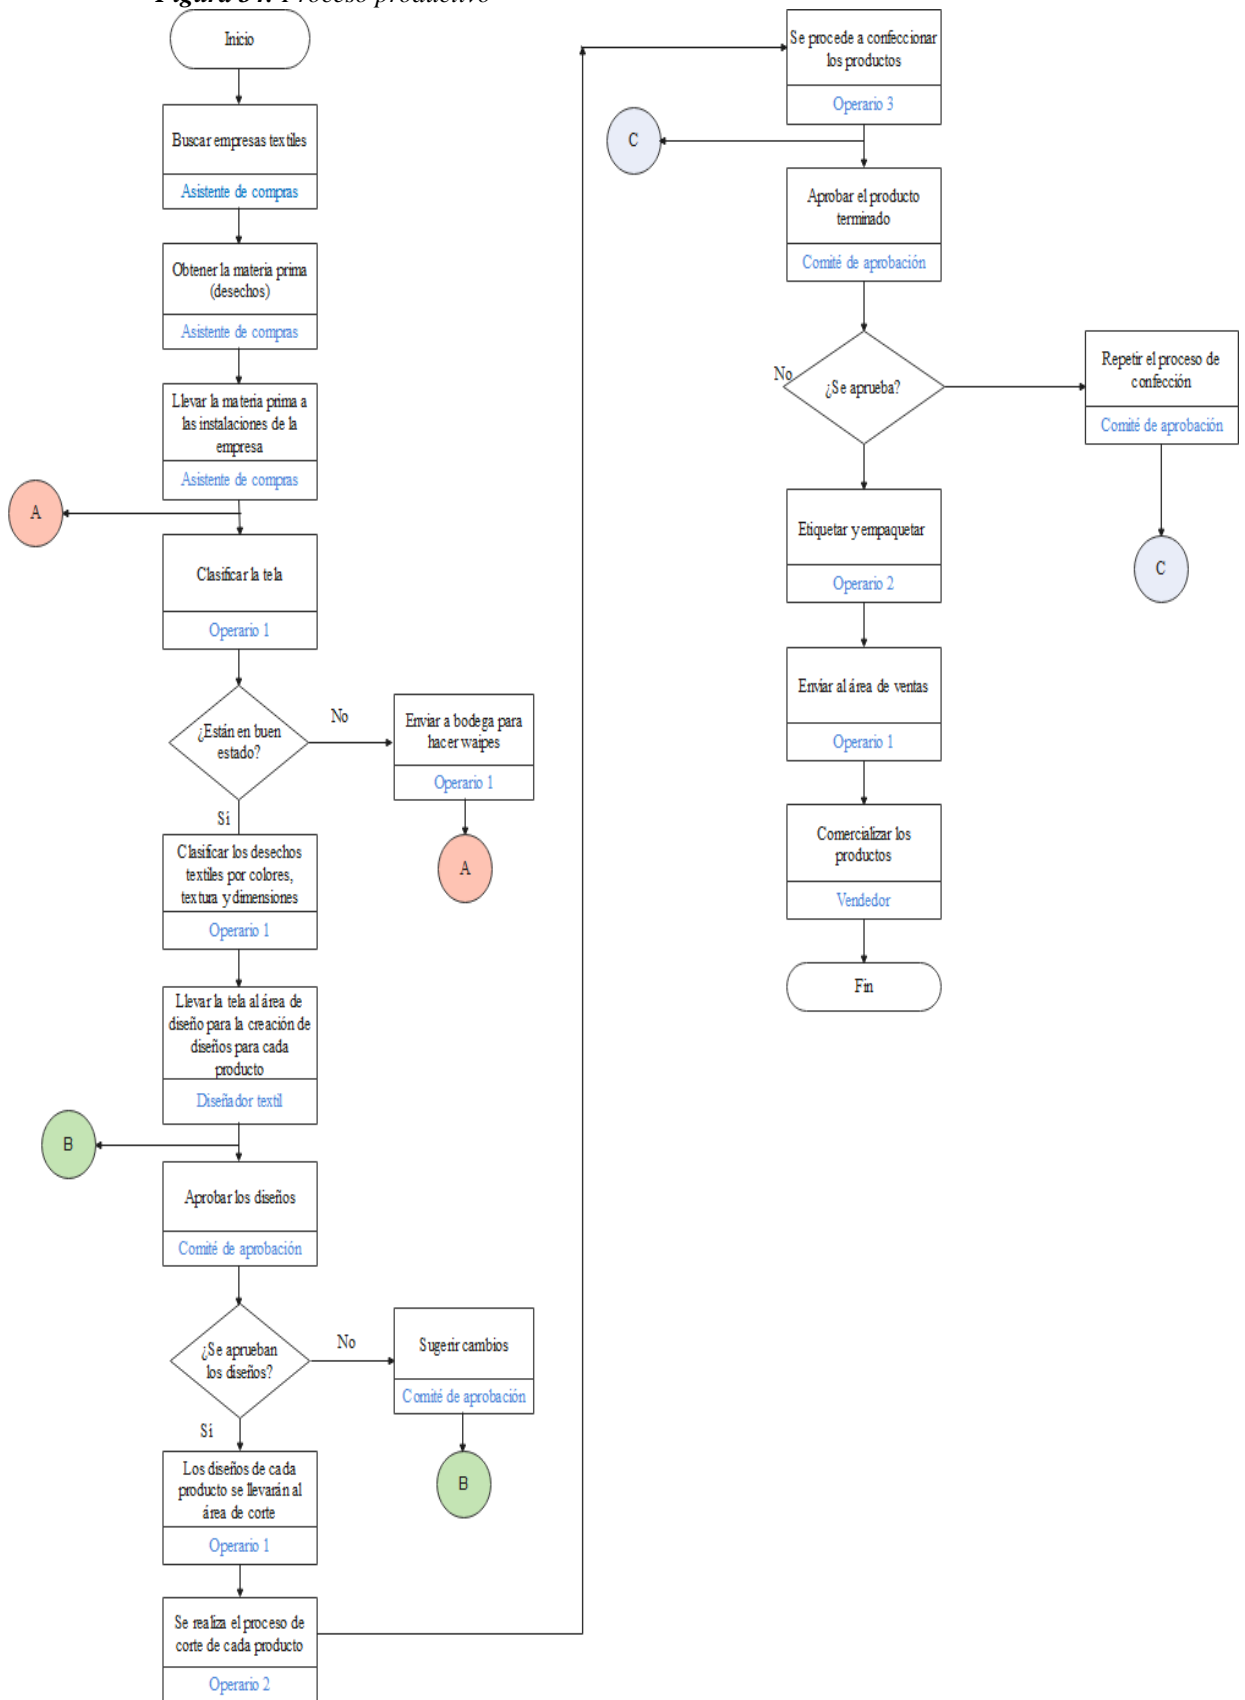 Figura 34. Proceso productivo
Inicio
Buscar empresas textiles
Asistente de compras
Obtener la materia prima
(desechos)
Asistente de compras
Llevar la materia prima a
las instalaciones de la
empresa
Asistente de compras
A
Clasificar la tela
Operario 1
¿Están en buen
estado?
No
Enviar a bodega para
hacer waipes
Operario 1
A
Sí
Clasificar los desechos
textiles por colores,
textura y dimensiones
Operario 1
Llevar la tela al área de
diseño para la creación de
diseños para cada
producto
Diseñador textil
B
Aprobar los diseños
Comité de aprobación
¿Se aprueban
los diseños?
No
Sugerir cambios
Comité de aprobación
B
Sí
Los diseños de cada
producto se llevarán al
área de corte
Operario 1
Se realiza el proceso de
corte de cada producto
Operario 2
Se procede a confeccionar
los productos
Operario 3
C
Aprobar el producto
terminado
Comité de aprobación
¿Se aprueba?
No
Repetir el proceso de
confección
Comité de aprobación
C
Etiquetar y empaquetar
Operario 2
Enviar al área de ventas
Operario 1
Comercializar los
productos
Vendedor
Fin